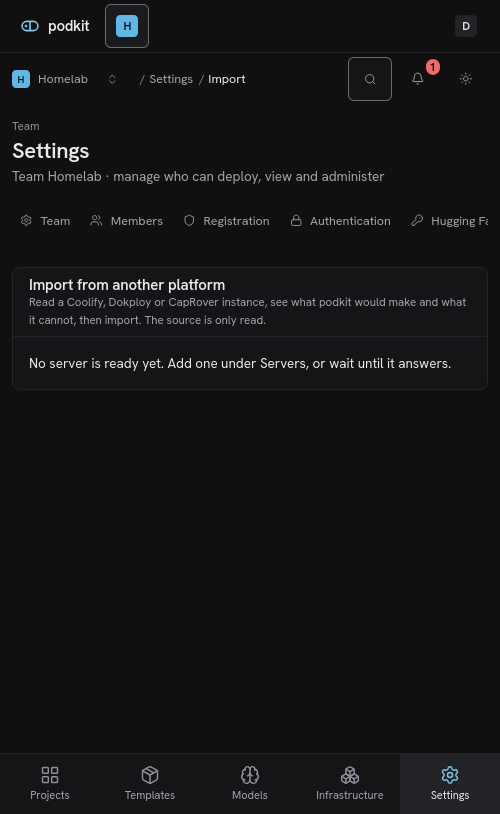 podkit
H
D
H Homelab / Settings / Import
1
Team
Settings
Team Homelab · manage who can deploy, view and administer
Team Members Registration Authentication Hugging Fa
Import from another platform
Read a Coolify, Dokploy or CapRover instance, see what podkit would make and what
it cannot, then import. The source is only read.
No server is ready yet. Add one under Servers, or wait until it answers.
Projects Templates Models Infrastructure Settings